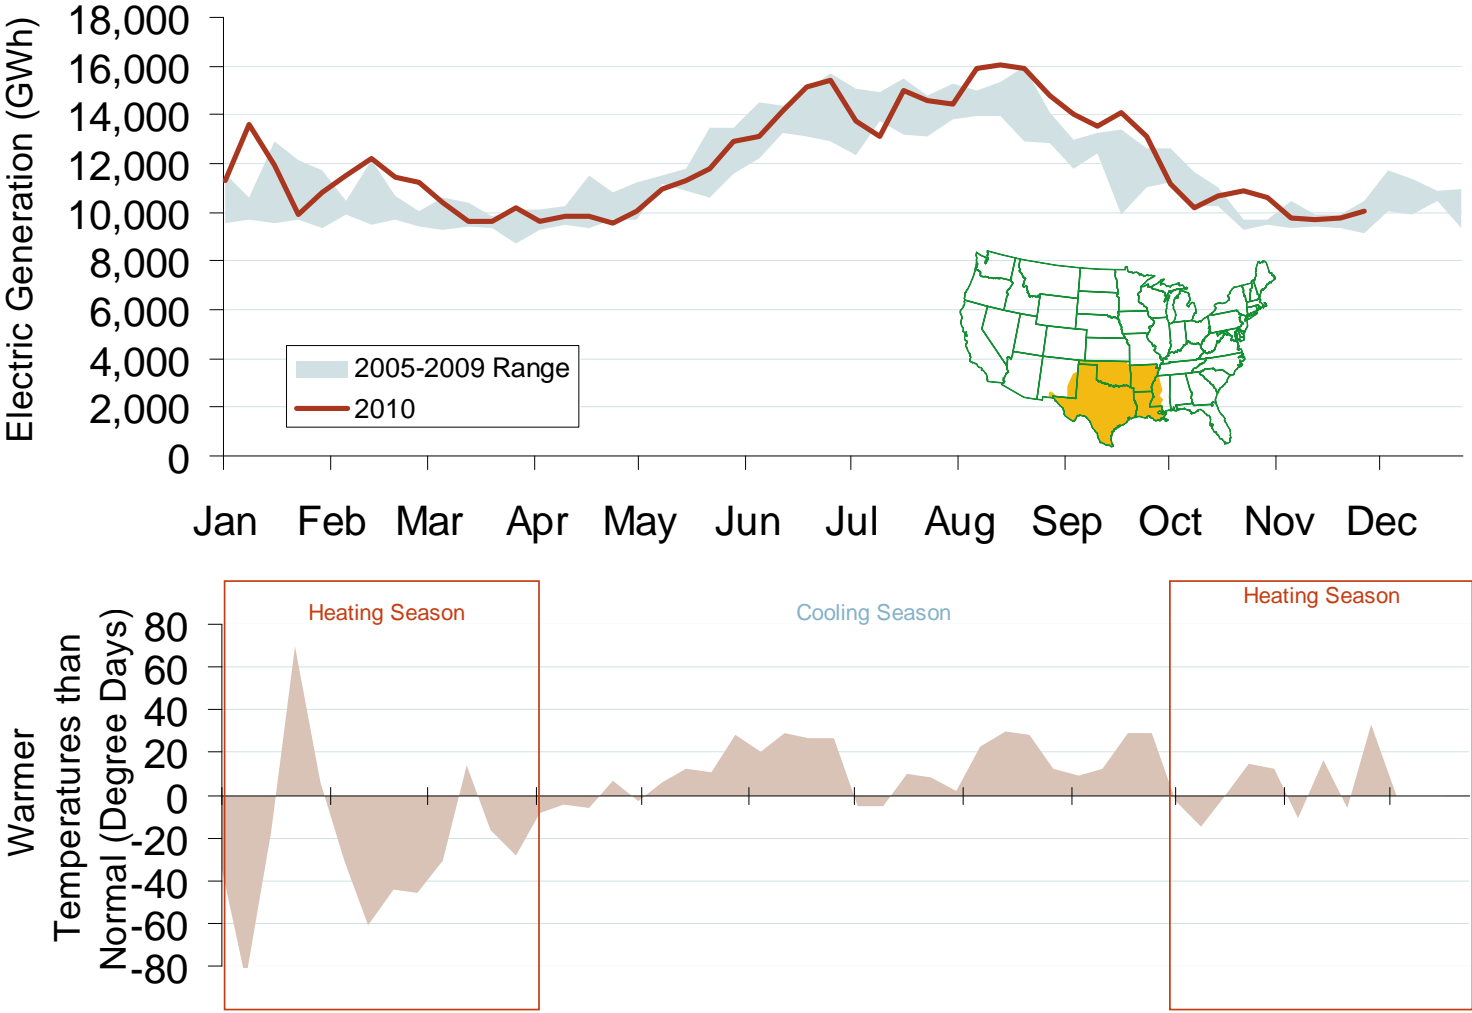 Electric Generation (GWh)
18,000
16,000
14,000
12,000
10,000
8,000
6,000
4,000
2,000
0
2005-2009 Range
2010
Jan Feb Mar Apr May Jun Jul Aug Sep Oct Nov Dec
Warmer
Temperatures than
Normal (Degree Days)
Heating Season
Cooling Season
Heating Season
80
60
40
20
0
-20
-40
-60
-80